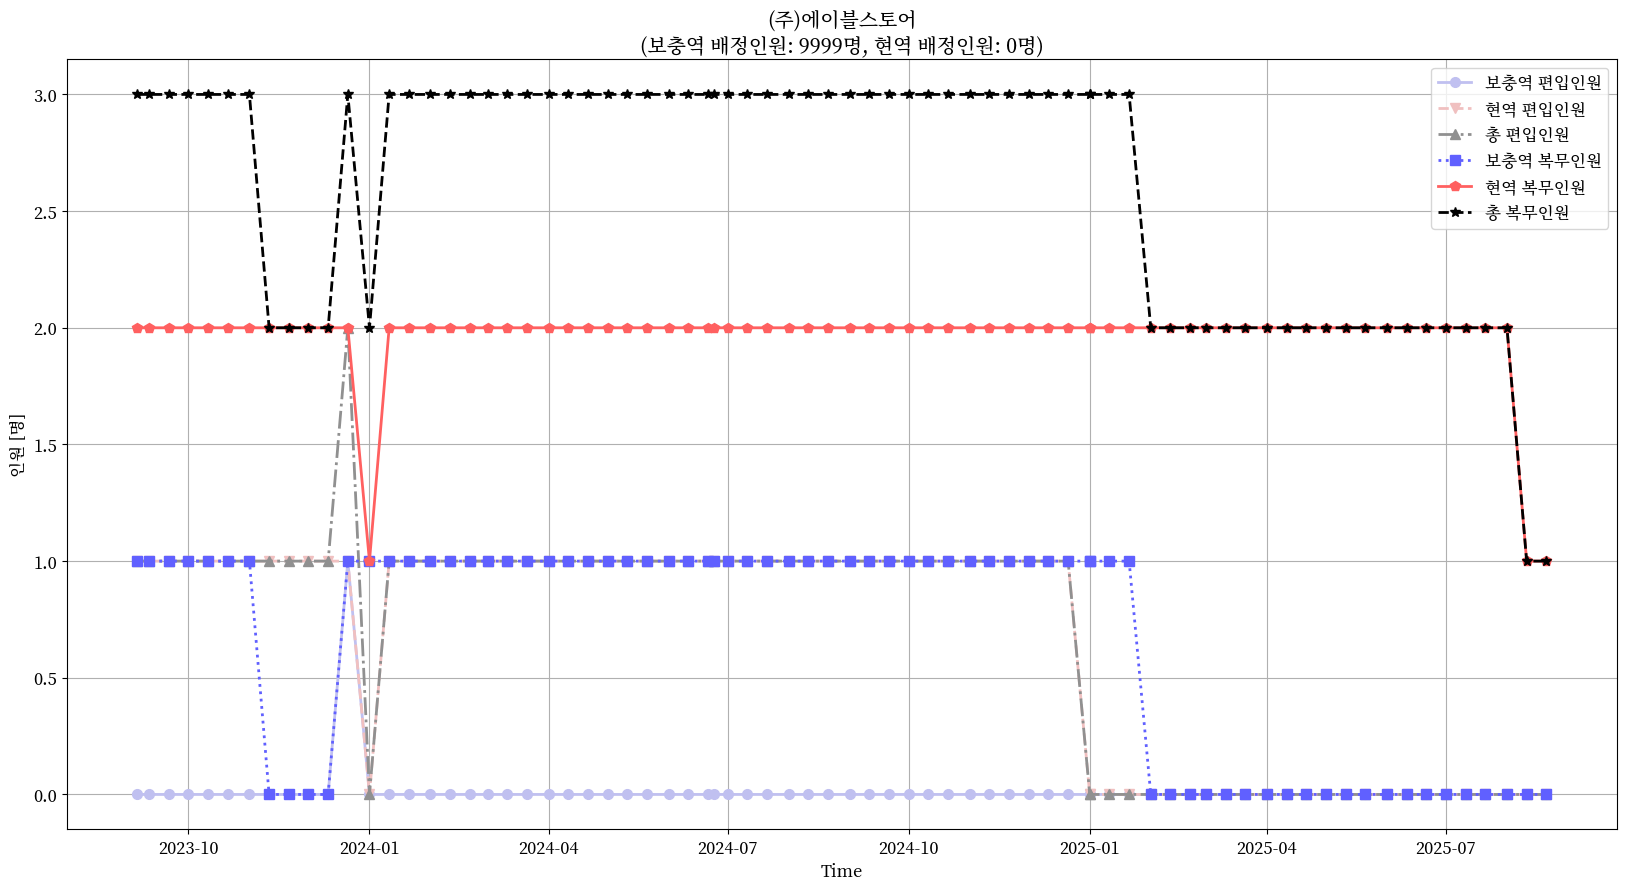 (주)에이블스토어
(보충역 배정인원: 9999명, 현역 배정인원: 0명)
보충역 편입인원
현역 편입인원
총 편입인원
보충역 복무인원
현역 복무인원
총 복무인원
인원 [명]
3.0
2.5
2.0
1.5
1.0
0.5
0.0
2023-10 2024-01 2024-04 2024-07 2024-10 2025-01 2025-04 2025-07
Time